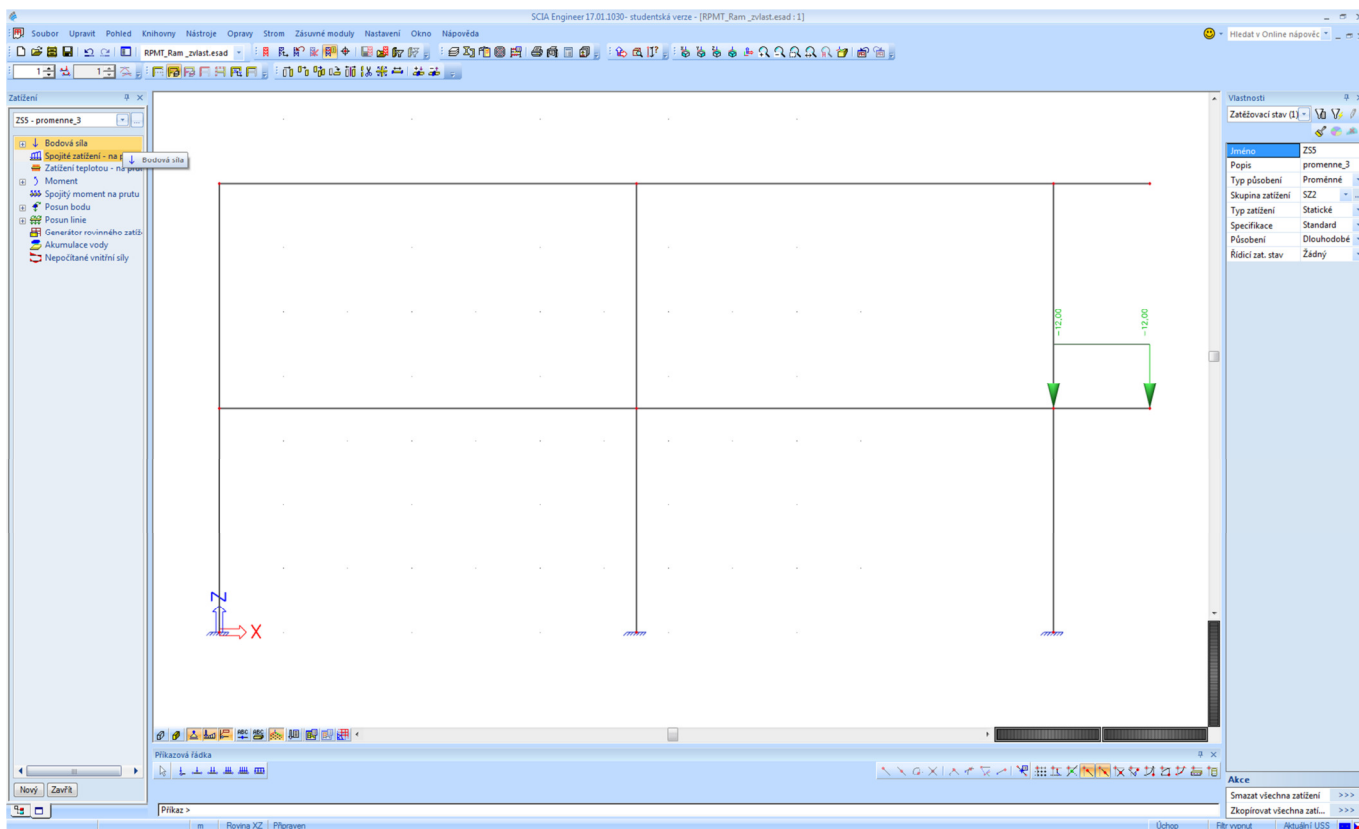 SCIA Engineer 17.01.1030- studentská verze - [RPMT_Ram _zvlast.esad : 1]
Soubor Upravit Pohled Knihovny Nástroje Opravy Strom Zásuvné moduly Nastavení Okno Nápověda
Hledat v Online nápověc
RPMT_Ram _zvlast.esad
1 1
Zatížení
ZS5 - promenne_3
Bodová síla
Spojité zatížení - na p
Bodová síla
Zatížení teplotou - na prut
Moment
Spojitý moment na prutu
Posun bodu
Posun linie
Generátor rovinného zatíž
Akumulace vody
Nepočítané vnitřní síly
Nový Zavřít
-12,00 -12,00
Z
X
Vlastnosti
Zatěžovací stav (1)
Jméno ZS5
Popis promenne_3
Typ působení Proměnné
Skupina zatížení SZ2
Typ zatížení Statické
Specifikace Standard
Působení Dlouhodobé
Řídicí zat. stav Žádný
Příkazová řádka
Příkaz >
Akce
Smazat všechna zatížení >>>
Zkopírovat všechna zatí... >>>
m Rovina XZ Připraven Úchop Filtr vypnut Aktuální USS